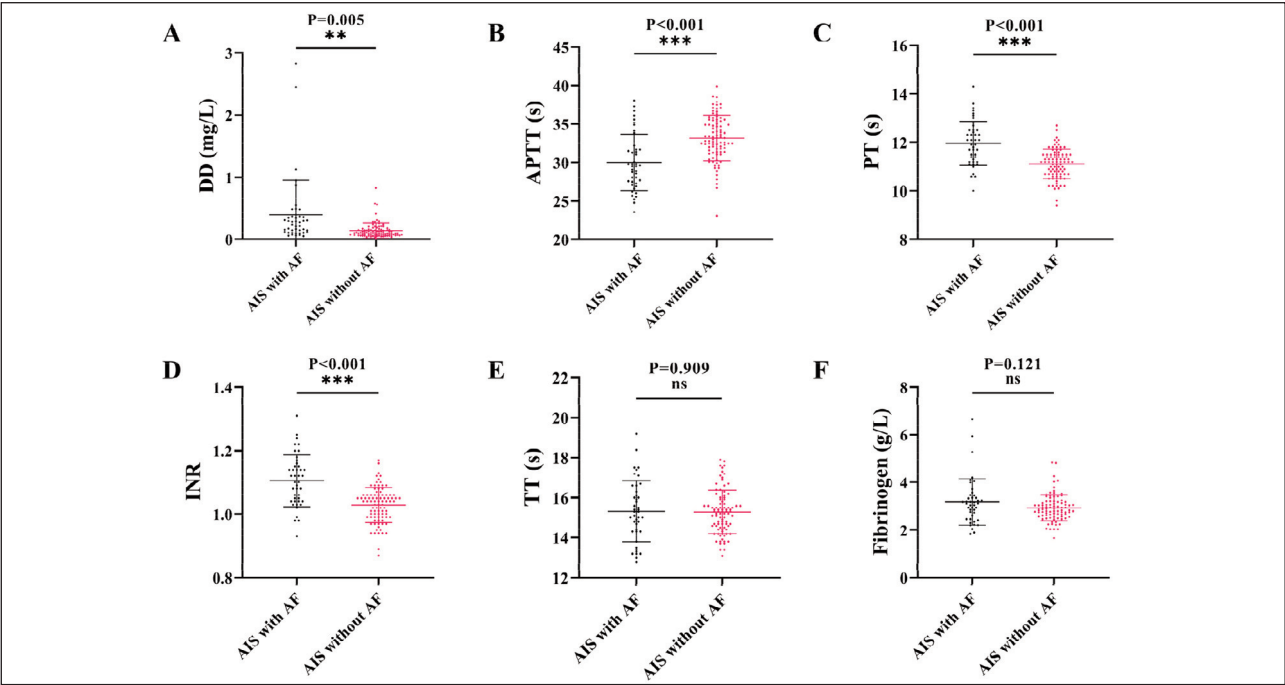 A
P=0.005
**
DD (mg/L)
3
2
1
0
AIS with AF
AIS without AF
B
P<0.001
***
APTT (s)
45
40
35
30
25
20
AIS with AF
AIS without AF
C
P<0.001
***
PT (s)
16
14
12
10
8
AIS with AF
AIS without AF
D
P<0.001
***
INR
1.4
1.2
1.0
0.8
AIS with AF
AIS without AF
E
P=0.909
ns
TT (s)
22
20
18
16
14
12
AIS with AF
AIS without AF
F
P=0.121
ns
Fibrinogen (g/L)
8
6
4
2
0
AIS with AF
AIS without AF